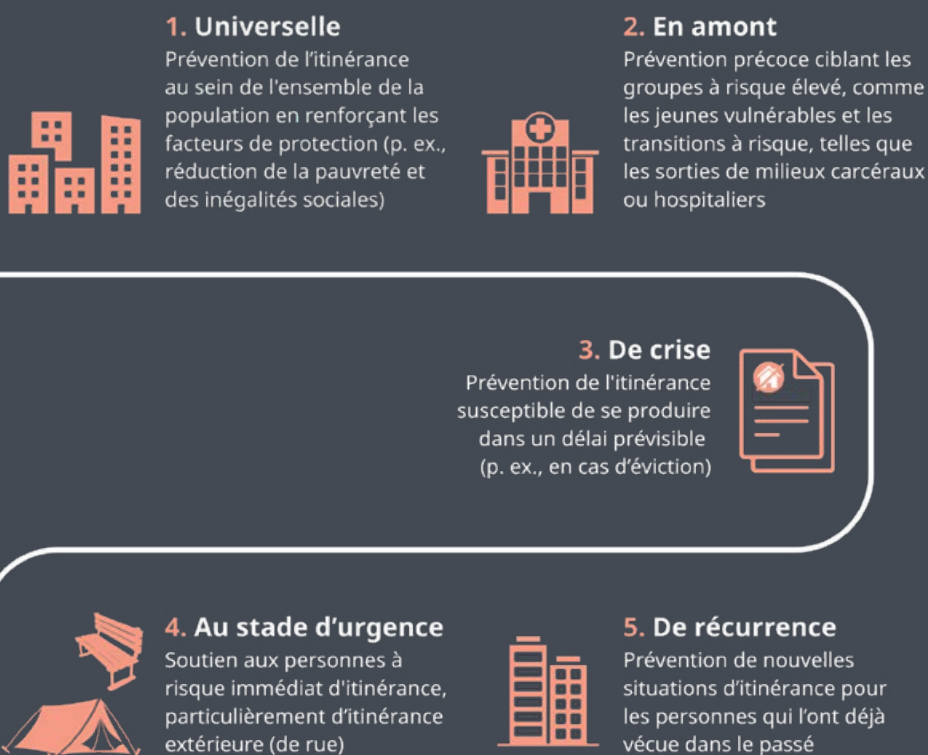 1. Universelle
Prévention de l'itinérance
au sein de l'ensemble de la
population en renforçant les
facteurs de protection (p. ex.,
réduction de la pauvreté et
des inégalités sociales)
2. En amont
Prévention précoce ciblant les
groupes à risque élevé, comme
les jeunes vulnérables et les
transitions à risque, telles que
les sorties de milieux carcéraux
ou hospitaliers
3. De crise
Prévention de l'itinérance
susceptible de se produire
dans un délai prévisible
(p. ex., en cas d'éviction)
4. Au stade d'urgence
Soutien aux personnes à
risque immédiat d'itinérance,
particulièrement d'itinérance
extérieure (de rue)
5. De récurrence
Prévention de nouvelles
situations d'itinérance pour
les personnes qui l'ont déjà
vécue dans le passé